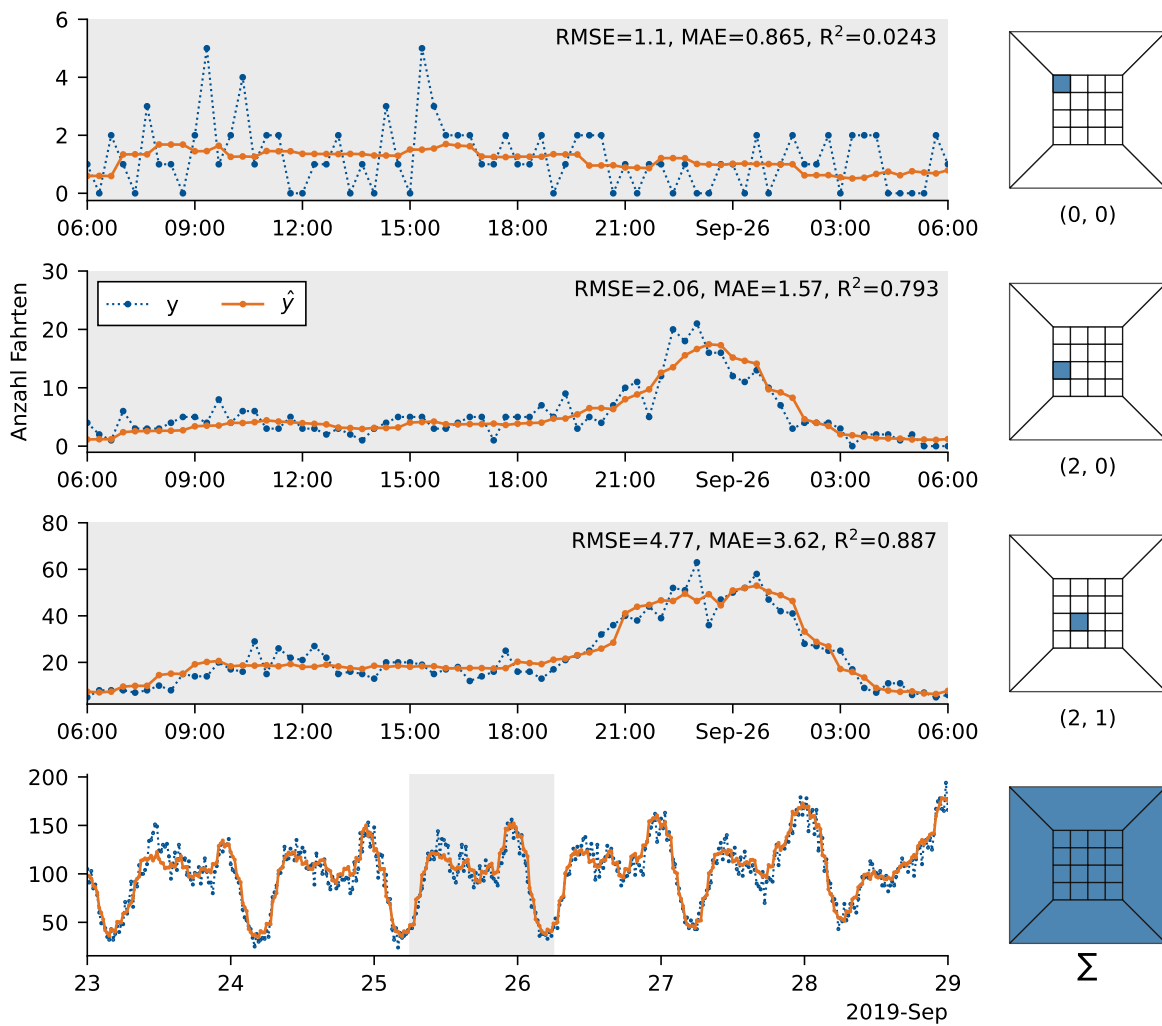 6
4
2
0
RMSE=1.1, MAE=0.865, R²=0.0243
06:00 09:00 12:00 15:00 18:00 21:00 Sep-26 03:00 06:00
(0, 0)
Anzahl Fahrten
30
20
10
0
y ŷ
RMSE=2.06, MAE=1.57, R²=0.793
06:00 09:00 12:00 15:00 18:00 21:00 Sep-26 03:00 06:00
(2, 0)
80
60
40
20
RMSE=4.77, MAE=3.62, R²=0.887
06:00 09:00 12:00 15:00 18:00 21:00 Sep-26 03:00 06:00
(2, 1)
200
150
100
50
23 24 25 26 27 28 29
2019-Sep
Σ